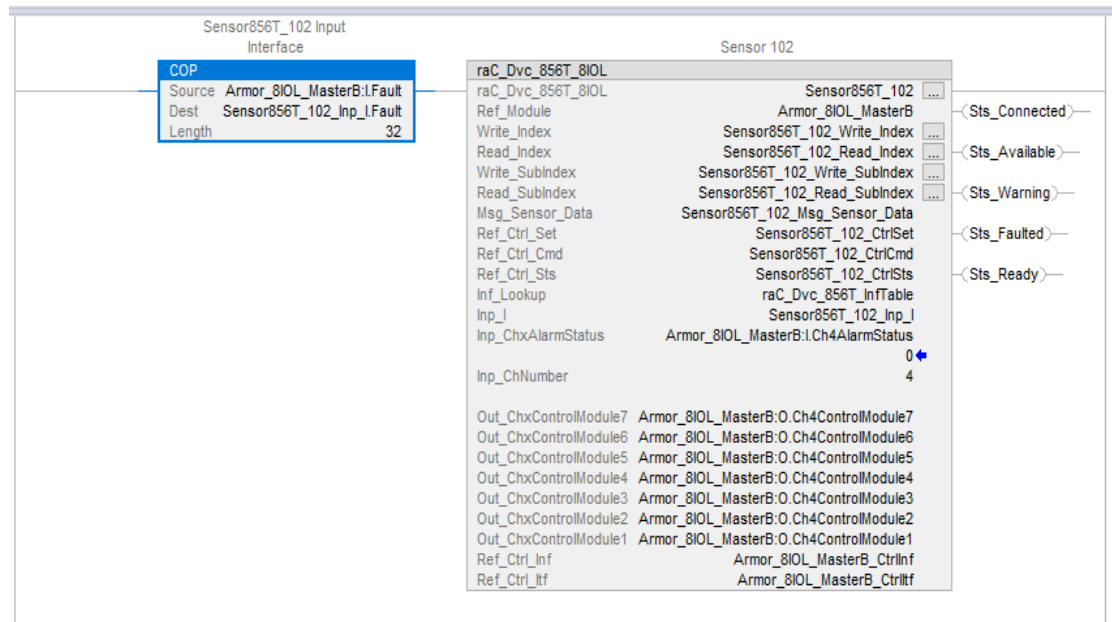 Sensor856T_102 Input
Interface
COP
Source Armor_8IOL_MasterB:I.Fault
Dest Sensor856T_102_Inp_I.Fault
Length 32
Sensor 102
raC_Dvc_856T_8IOL
raC_Dvc_856T_8IOL Sensor856T_102 ...
Ref_Module Armor_8IOL_MasterB
Write_Index Sensor856T_102_Write_Index ...
Read_Index Sensor856T_102_Read_Index ...
Write_SubIndex Sensor856T_102_Write_SubIndex ...
Read_SubIndex Sensor856T_102_Read_SubIndex ...
Msg_Sensor_Data Sensor856T_102_Msg_Sensor_Data
Ref_Ctrl_Set Sensor856T_102_CtrlSet
Ref_Ctrl_Cmd Sensor856T_102_CtrlCmd
Ref_Ctrl_Sts Sensor856T_102_CtrlSts
Inf_Lookup raC_Dvc_856T_InfTable
Inp_I Sensor856T_102_Inp_I
Inp_ChxAlarmStatus Armor_8IOL_MasterB:I.Ch4AlarmStatus
0
Inp_ChNumber 4
Out_ChxControlModule7 Armor_8IOL_MasterB:O.Ch4ControlModule7
Out_ChxControlModule6 Armor_8IOL_MasterB:O.Ch4ControlModule6
Out_ChxControlModule5 Armor_8IOL_MasterB:O.Ch4ControlModule5
Out_ChxControlModule4 Armor_8IOL_MasterB:O.Ch4ControlModule4
Out_ChxControlModule3 Armor_8IOL_MasterB:O.Ch4ControlModule3
Out_ChxControlModule2 Armor_8IOL_MasterB:O.Ch4ControlModule2
Out_ChxControlModule1 Armor_8IOL_MasterB:O.Ch4ControlModule1
Ref_Ctrl_Inf Armor_8IOL_MasterB_CtrlInf
Ref_Ctrl_Itf Armor_8IOL_MasterB_CtrlItf
Sts_Connected
Sts_Available
Sts_Warning
Sts_Faulted
Sts_Ready